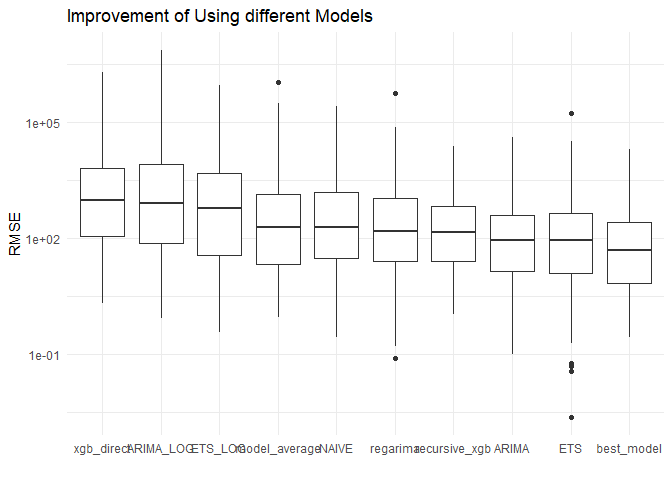 Improvement of Using different Models
1e+05
1e+02
1e-01
RMSE
xgb_direct ARIMA_LOG ETS_LOG model_average NAIVE regarima recursive_xgb ARIMA ETS best_model